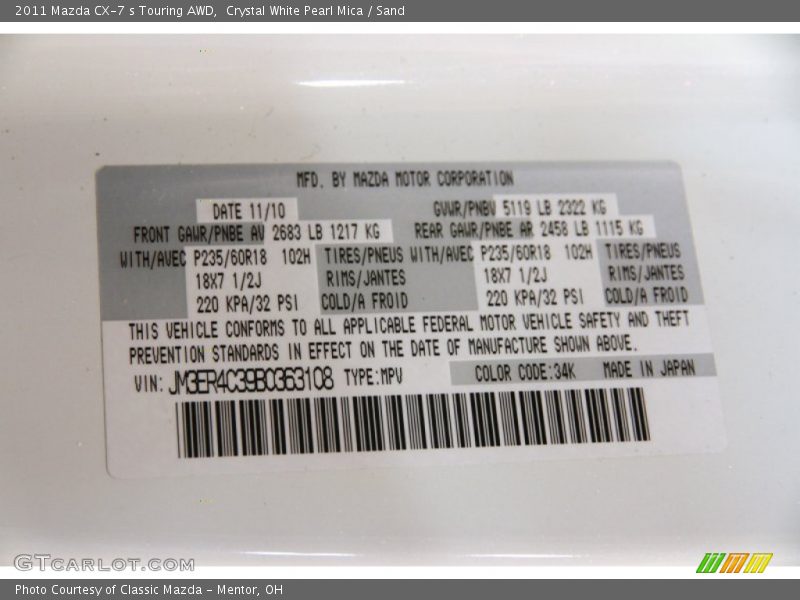 2011 Mazda CX-7 s Touring AWD,  Crystal White Pearl Mica / Sand
MFD. BY MAZDA MOTOR CORPORATION
DATE 11/10 GVWR/PNBV 5119 LB 2322 KG
FRONT GAWR/PNBE AV 2683 LB 1217 KG REAR GAWR/PNBE AR 2458 LB 1115 KG
WITH/AVEC P235/60R18 102H TIRES/PNEUS WITH/AVEC P235/60R18 102H TIRES/PNEUS
18X7 1/2J RIMS/JANTES 18X7 1/2J RIMS/JANTES
220 KPA/32 PSI COLD/A FROID 220 KPA/32 PSI COLD/A FROID
THIS VEHICLE CONFORMS TO ALL APPLICABLE FEDERAL MOTOR VEHICLE SAFETY AND THEFT
PREVENTION STANDARDS IN EFFECT ON THE DATE OF MANUFACTURE SHOWN ABOVE.
VIN: JM3ER4C39B0363108 TYPE:MPV COLOR CODE:34K MADE IN JAPAN
GTCARLOT.COM
Photo Courtesy of Classic Mazda - Mentor, OH